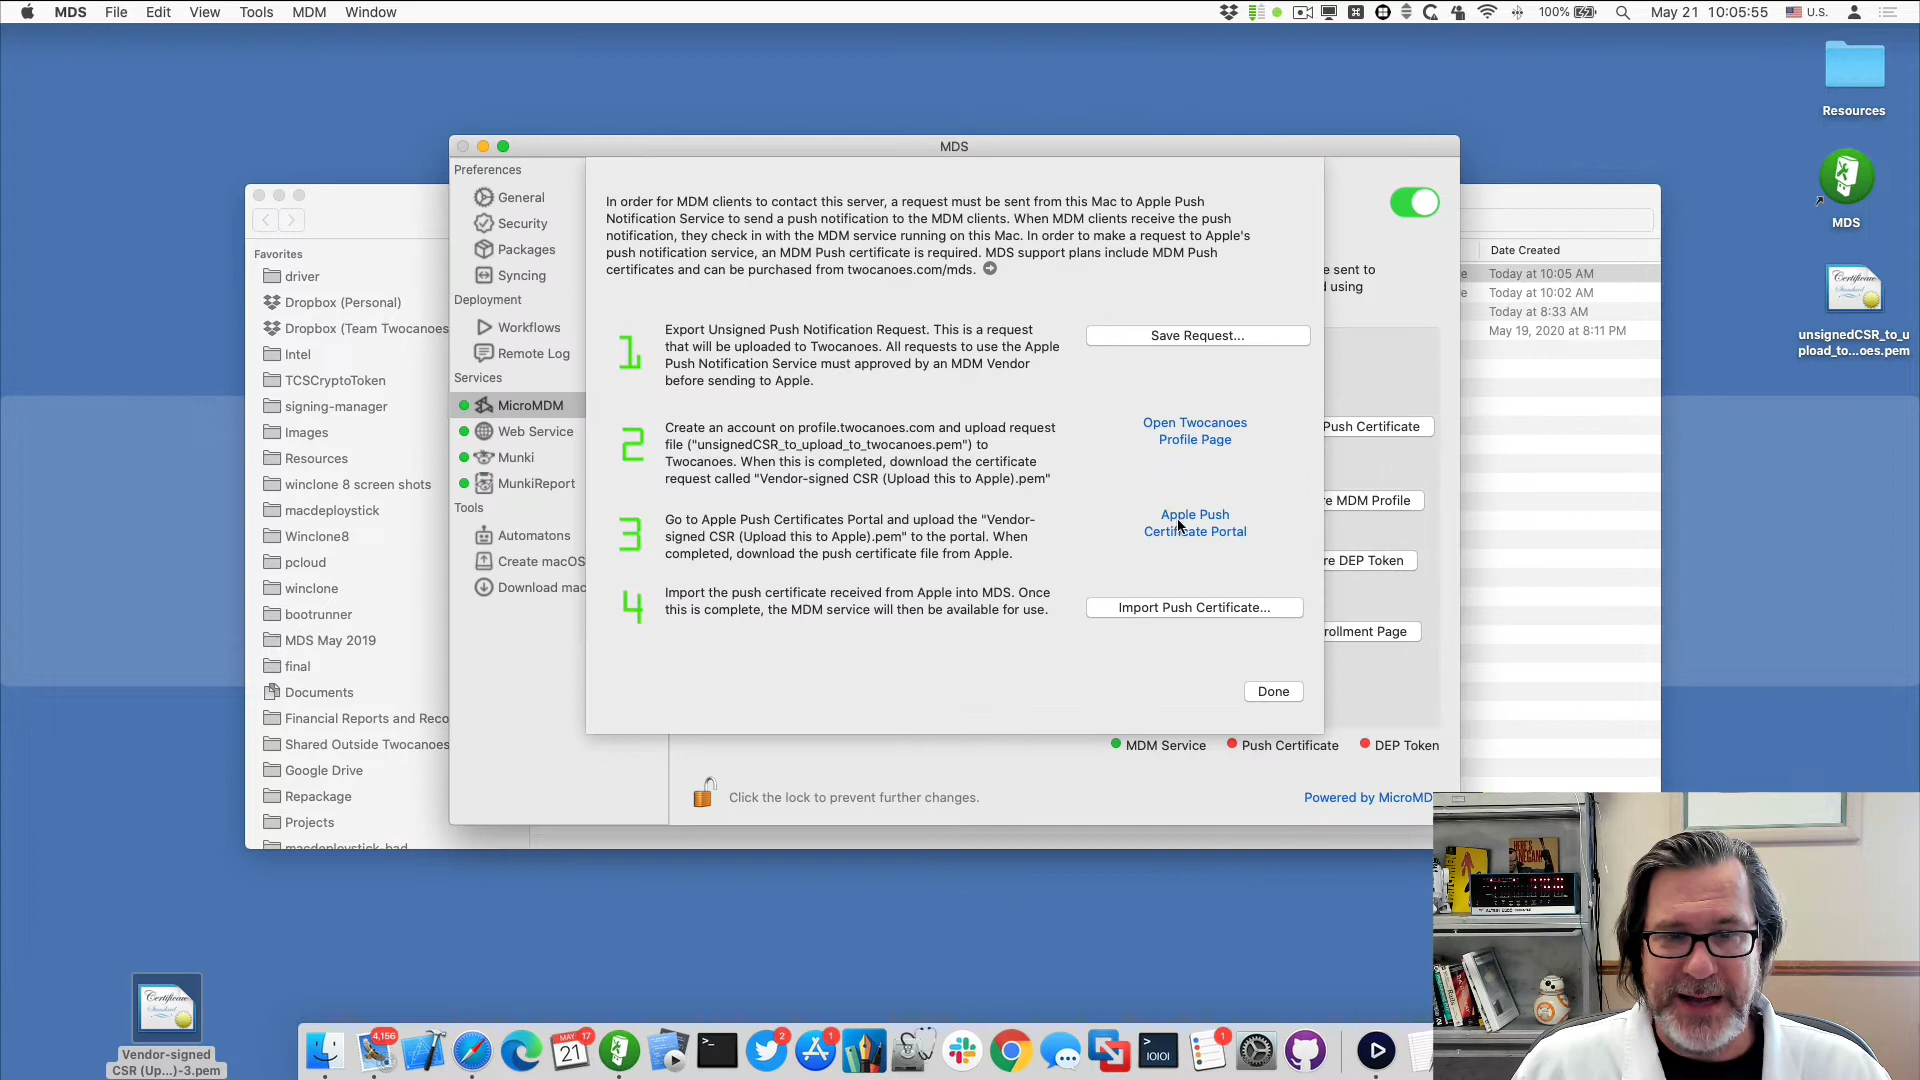 MDS File Edit View Tools MDM Window
100% May 21 10:05:55 U.S.
Resources
MDS
unsignedCSR_to_u
pload_to...oes.pem
MDS
Preferences
General
Security
Packages
Syncing
Deployment
Workflows
Remote Log
Services
MicroMDM
Web Service
Munki
MunkiReport
Tools
Automatons
Create macOS
Download mac
Favorites
driver
Dropbox (Personal)
Dropbox (Team Twocanoes
Intel
TCSCryptoToken
signing-manager
Images
Resources
winclone 8 screen shots
macdeploystick
Winclone8
pcloud
winclone
bootrunner
MDS May 2019
final
Documents
Financial Reports and Reco
Shared Outside Twocanoes
Google Drive
Repackage
Projects
macdeploystick-bad
In order for MDM clients to contact this server, a request must be sent from this Mac to Apple Push
Notification Service to send a push notification to the MDM clients. When MDM clients receive the push
notification, they check in with the MDM service running on this Mac. In order to make a request to Apple's
push notification service, an MDM Push certificate is required. MDS support plans include MDM Push
certificates and can be purchased from twocanoes.com/mds.
1
Export Unsigned Push Notification Request. This is a request
that will be uploaded to Twocanoes. All requests to use the Apple
Push Notification Service must approved by an MDM Vendor
before sending to Apple.
Save Request...
2
Create an account on profile.twocanoes.com and upload request
file ("unsignedCSR_to_upload_to_twocanoes.pem") to
Twocanoes. When this is completed, download the certificate
request called "Vendor-signed CSR (Upload this to Apple).pem"
Open Twocanoes
Profile Page
3
Go to Apple Push Certificates Portal and upload the "Vendor-
signed CSR (Upload this to Apple).pem" to the portal. When
completed, download the push certificate file from Apple.
Apple Push
Certificate Portal
4
Import the push certificate received from Apple into MDS. Once
this is complete, the MDM service will then be available for use.
Import Push Certificate...
Done
e sent to
d using
Push Certificate
re MDM Profile
re DEP Token
rollment Page
MDM Service Push Certificate DEP Token
Click the lock to prevent further changes.
Powered by MicroMD
Date Created
e Today at 10:05 AM
e Today at 10:02 AM
Today at 8:33 AM
May 19, 2020 at 8:11 PM
Vendor-signed
CSR (Up...)-3.pem
4,156
MAY 17
21
2
1
IOIOI
1